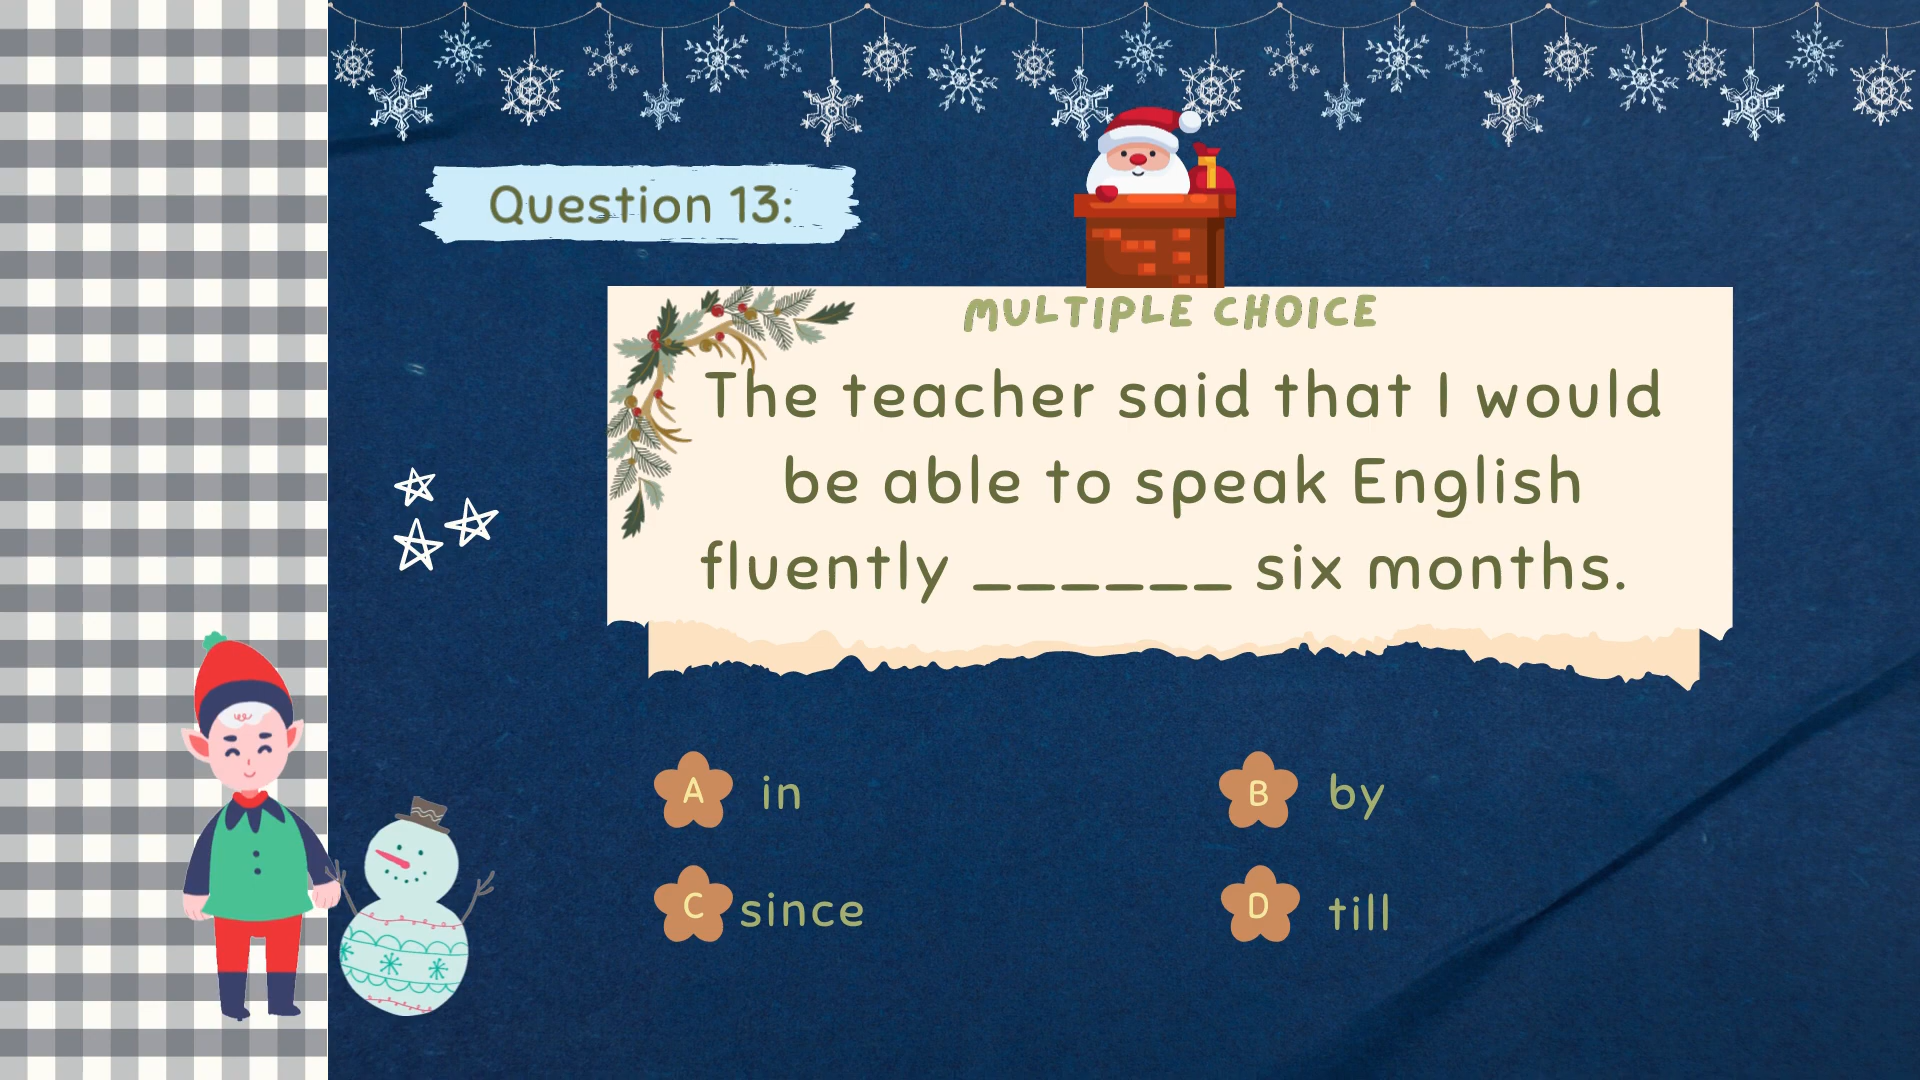 Question 13:
MULTIPLE CHOICE
The teacher said that I would
be able to speak English
fluently ______ six months.
A in
B by
C since
D till